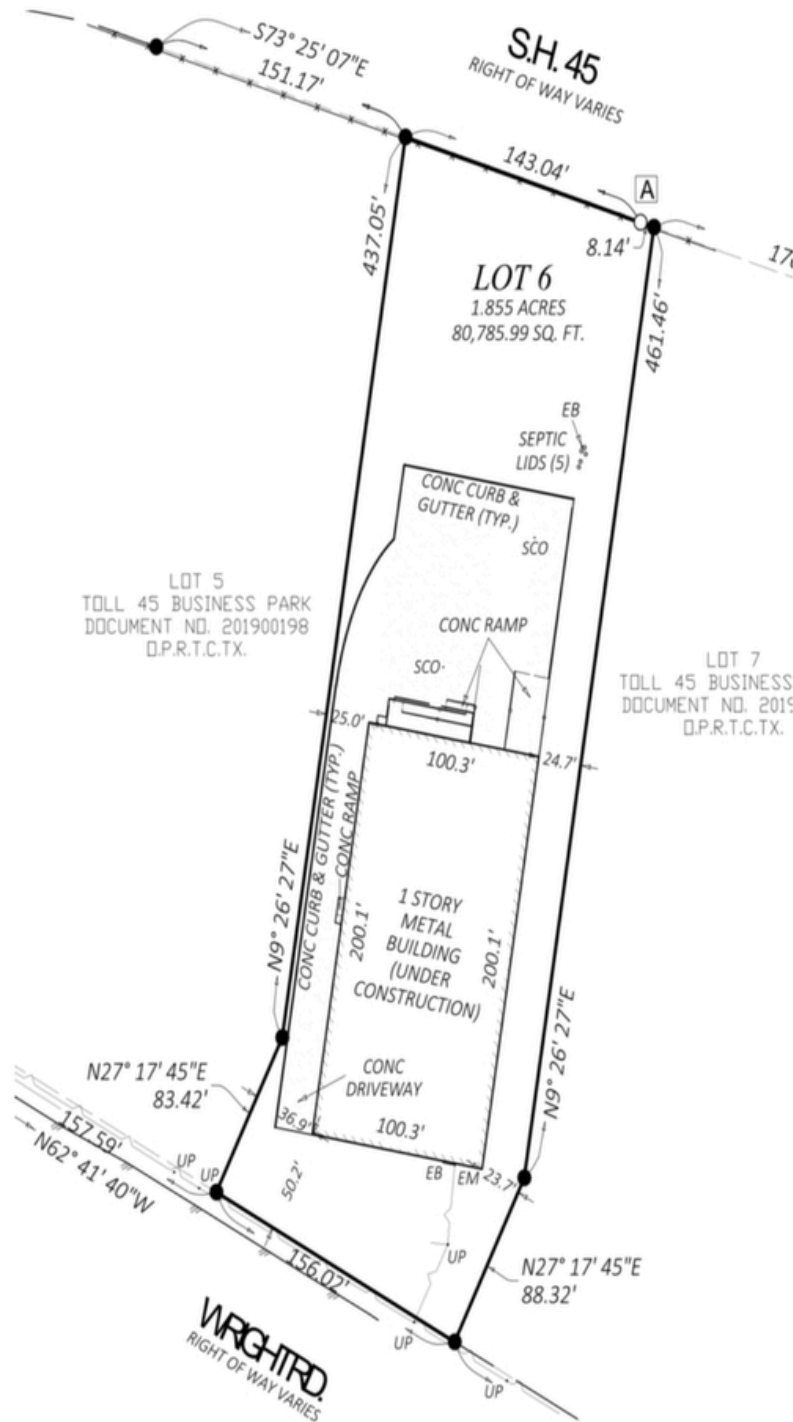 S73° 25' 07"E
151.17'
S.H. 45
RIGHT OF WAY VARIES
143.04'
A
8.14'
437.05'
LOT 6
1.855 ACRES
80,785.99 SQ. FT.
461.46'
EB
SEPTIC
LIDS (5)
CONC CURB &
GUTTER (TYP.)
SCO
LOT 5
TOLL 45 BUSINESS PARK
DOCUMENT NO. 201900198
O.P.R.T.C.TX.
CONC RAMP
SCO
LOT 7
TOLL 45 BUSINESS
DOCUMENT NO. 2019
O.P.R.T.C.TX.
25.0'
100.3'
24.7'
CONC CURB & GUTTER (TYP.)
CONC RAMP
N9° 26' 27"E
200.1'
1 STORY
METAL
BUILDING
(UNDER
CONSTRUCTION)
200.1'
N9° 26' 27"E
N27° 17' 45"E
83.42'
CONC
DRIVEWAY
36.9'
100.3'
157.59'
N62° 41' 40"W
UP
UP
50.2'
EB
EM
23.7'
UP
156.02'
N27° 17' 45"E
88.32'
UP
UP
WRIGHT RD.
RIGHT OF WAY VARIES